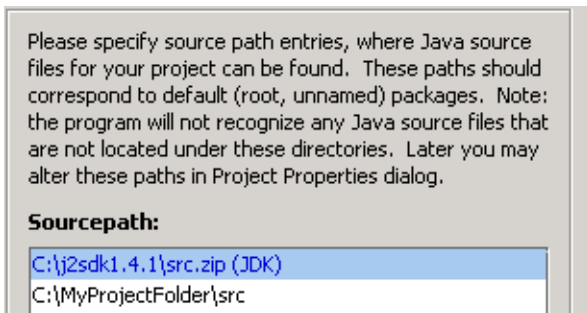 Please specify source path entries, where Java source
files for your project can be found.  These paths should
correspond to default (root, unnamed) packages.  Note:
the program will not recognize any Java source files that
are not located under these directories.  Later you may
alter these paths in Project Properties dialog.
Sourcepath:
C:\j2sdk1.4.1\src.zip (JDK)
C:\MyProjectFolder\src